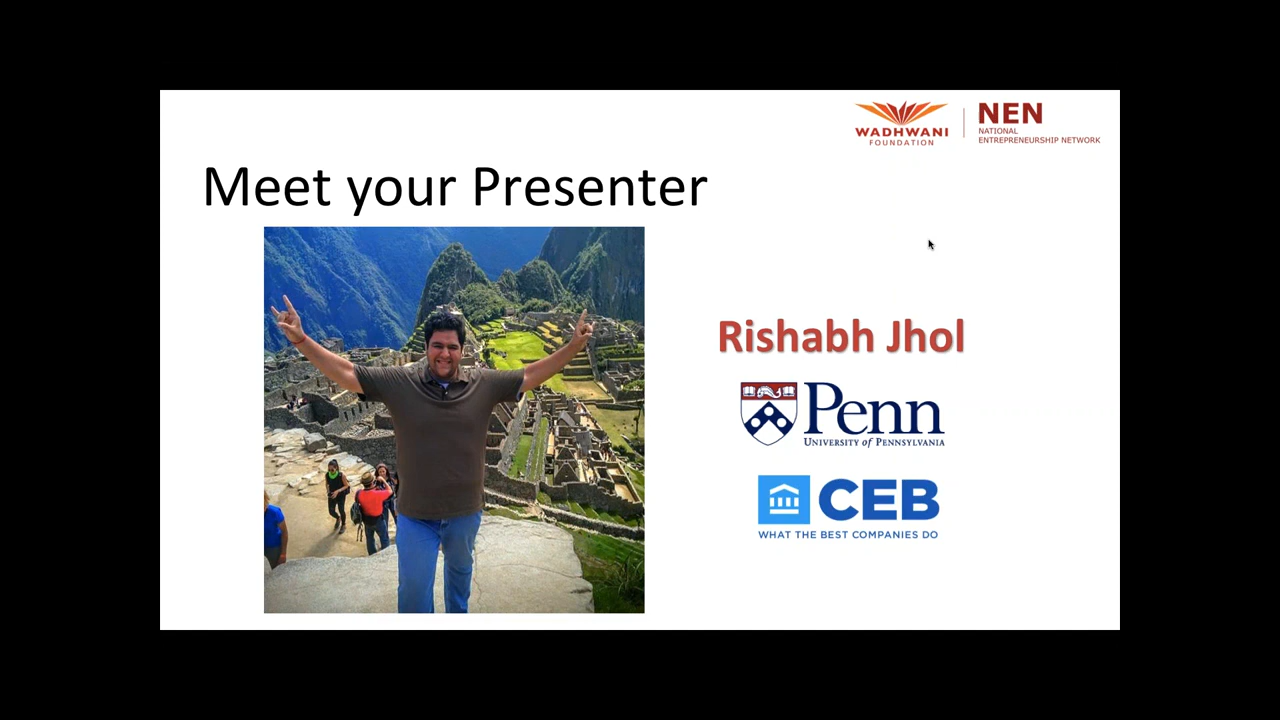 WADHWANI
FOUNDATION
NEN
NATIONAL
ENTREPRENEURSHIP NETWORK
Meet your Presenter
Rishabh Jhol
Penn
UNIVERSITY of PENNSYLVANIA
CEB
WHAT THE BEST COMPANIES DO